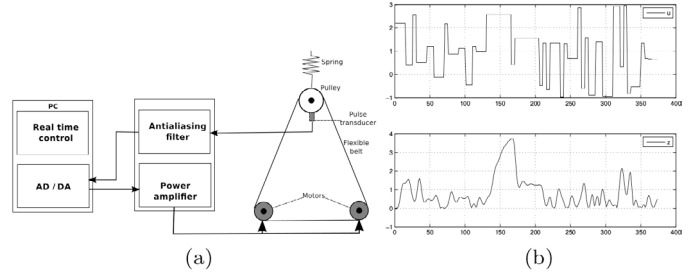 PC
Real time
control
AD / DA
Antialiasing
filter
Power
amplifier
Spring
Pulley
Pulse
transducer
Flexible
belt
Motors
(a)
3
2
1
0
-1
0
50
100
150
200
250
300
350
400
u
4
3
2
1
0
-1
0
50
100
150
200
250
300
350
400
z
(b)